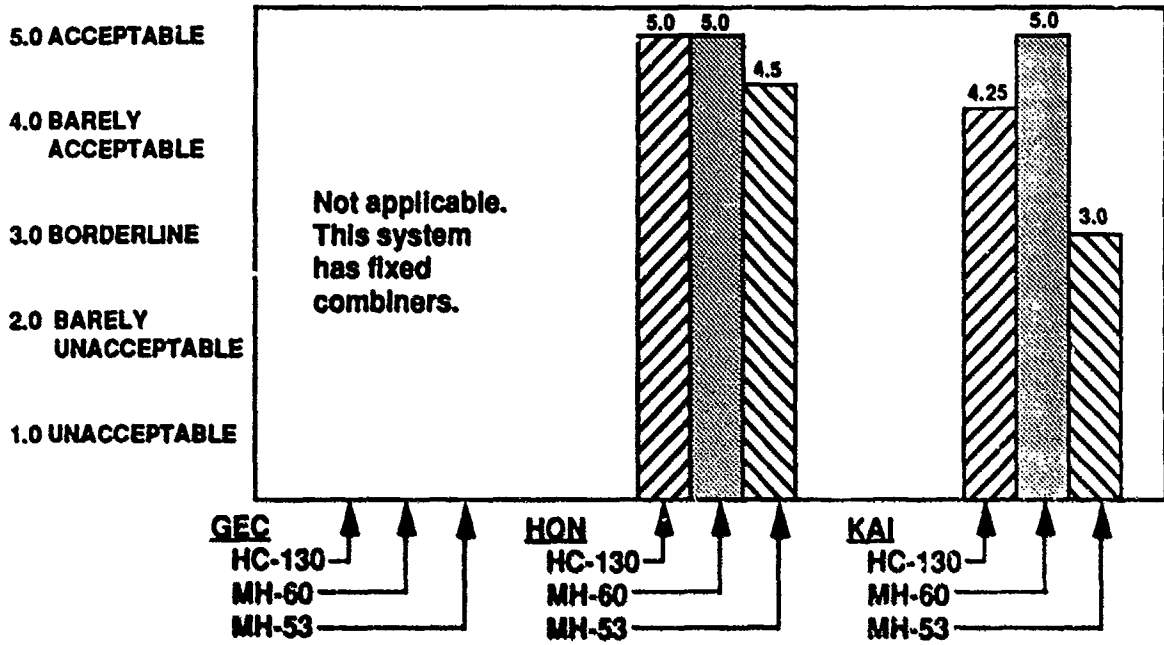 5.0 ACCEPTABLE
4.0 BARELY
ACCEPTABLE
3.0 BORDERLINE
2.0 BARELY
UNACCEPTABLE
1.0 UNACCEPTABLE
Not applicable.
This system
has fixed
combiners.
5.0 5.0
4.5
4.25
5.0
3.0
GEC
HC-130
MH-60
MH-53
HON
HC-130
MH-60
MH-53
KAI
HC-130
MH-60
MH-53